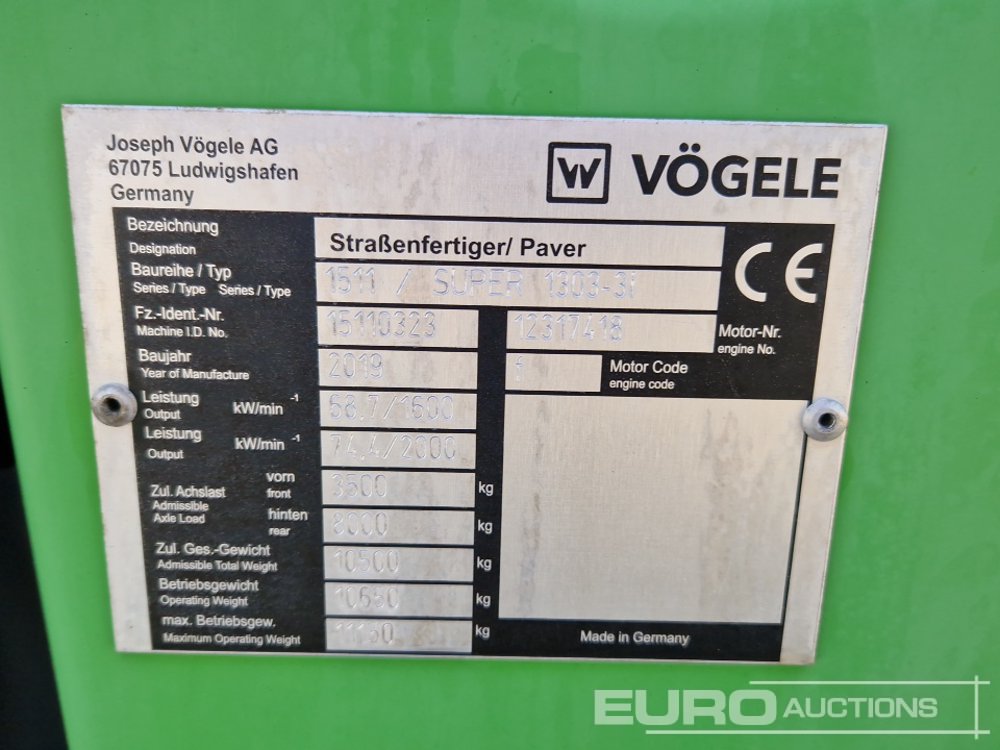 Joseph Vögele AG
67075 Ludwigshafen
Germany
W VÖGELE
Bezeichnung
Designation
Straßenfertiger/ Paver
CE
Baureihe / Typ
Series / Type Series / Type
1511 / SUPER 1303-3i
Fz.-Ident.-Nr.
Machine I.D. No.
15110323
12317418
Motor-Nr.
engine No.
Baujahr
Year of Manufacture
2019
Motor Code
engine code
Leistung
Output
kW/min⁻¹
68.7/1600
Leistung
Output
kW/min⁻¹
74,4/2000
Zul. Achslast
Admissible
Axle Load
vorn
front
3500 kg
hinten
rear
8000 kg
Zul. Ges.-Gewicht
Admissible Total Weight
10500 kg
Betriebsgewicht
Operating Weight
kg
max. Betriebsgew.
Maximum Operating Weight
kg
Made in Germany
EURO AUCTIONS